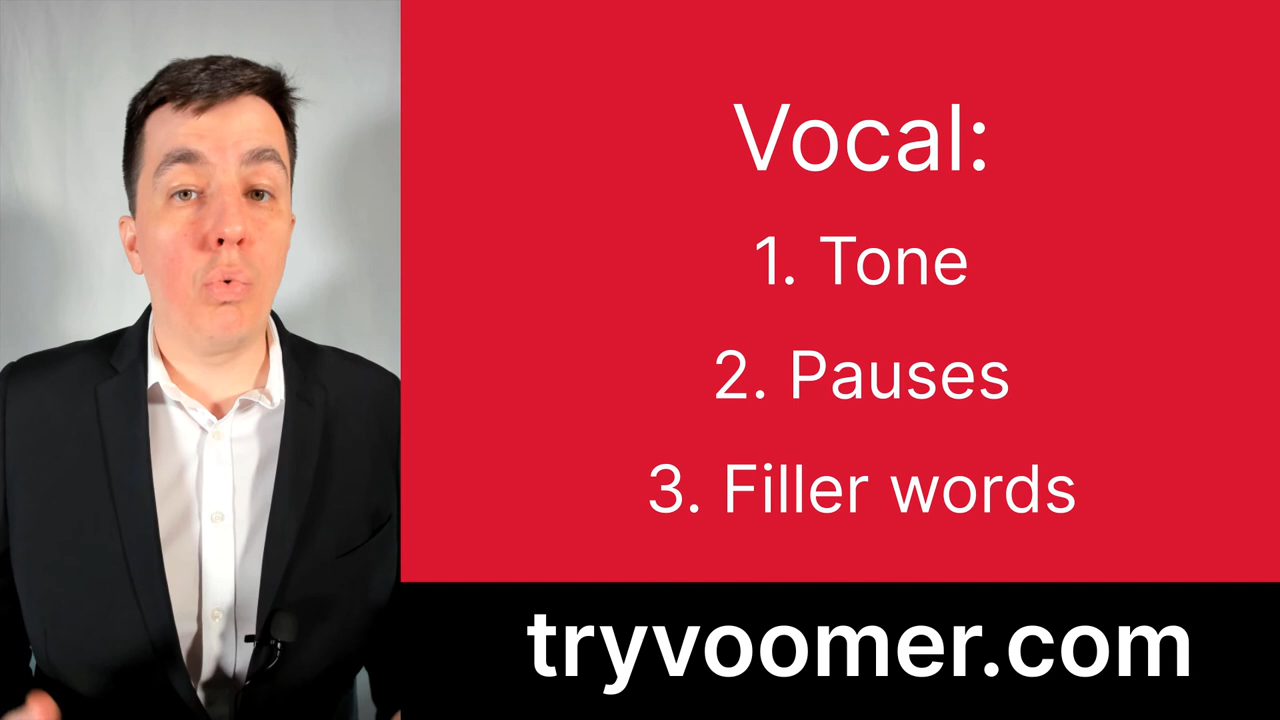 Vocal:
1. Tone
2. Pauses
3. Filler words
tryvoomer.com